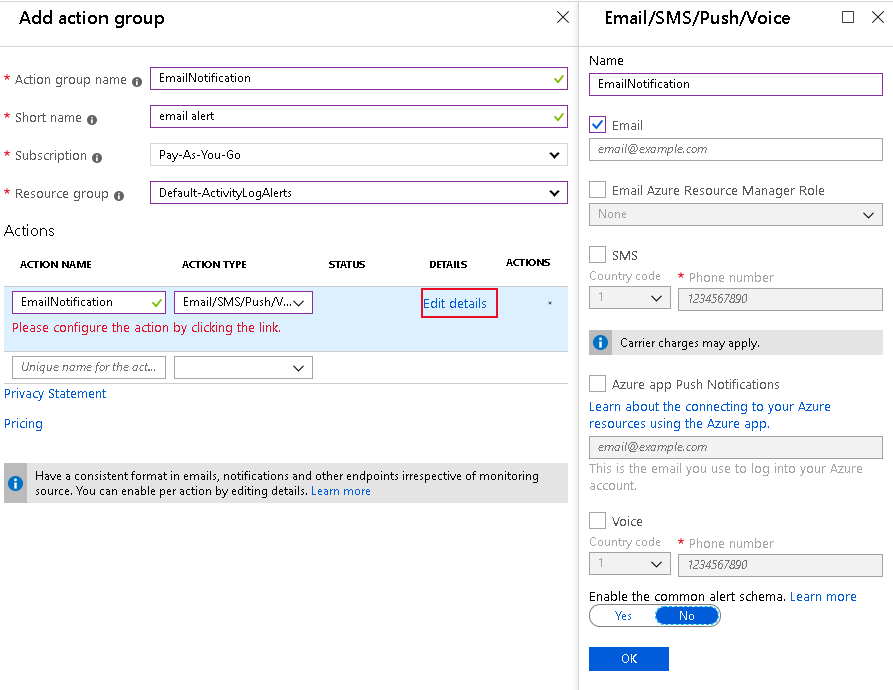 Add action group
* Action group name
EmailNotification
* Short name
email alert
* Subscription
Pay-As-You-Go
* Resource group
Default-ActivityLogAlerts
Actions
ACTION NAME ACTION TYPE STATUS DETAILS ACTIONS
EmailNotification Email/SMS/Push/V... Edit details
Please configure the action by clicking the link.
Unique name for the act...
Privacy Statement
Pricing
Have a consistent format in emails, notifications and other endpoints irrespective of monitoring
source. You can enable per action by editing details. Learn more
Email/SMS/Push/Voice
Name
EmailNotification
Email
email@example.com
Email Azure Resource Manager Role
None
SMS
Country code * Phone number
1 1234567890
Carrier charges may apply.
Azure app Push Notifications
Learn about the connecting to your Azure
resources using the Azure app.
email@example.com
This is the email you use to log into your Azure
account.
Voice
Country code * Phone number
1 1234567890
Enable the common alert schema. Learn more
Yes No
OK